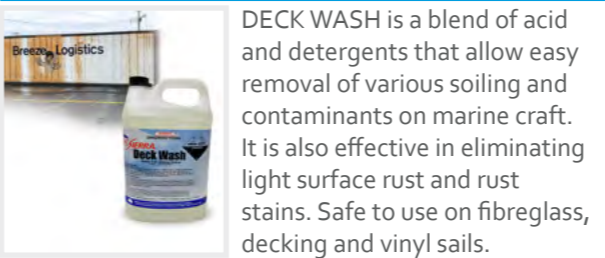 Breeze Logistics
Deck Wash
DECK WASH is a blend of acid
and detergents that allow easy
removal of various soiling and
contaminants on marine craft.
It is also effective in eliminating
light surface rust and rust
stains. Safe to use on fibreglass,
decking and vinyl sails.